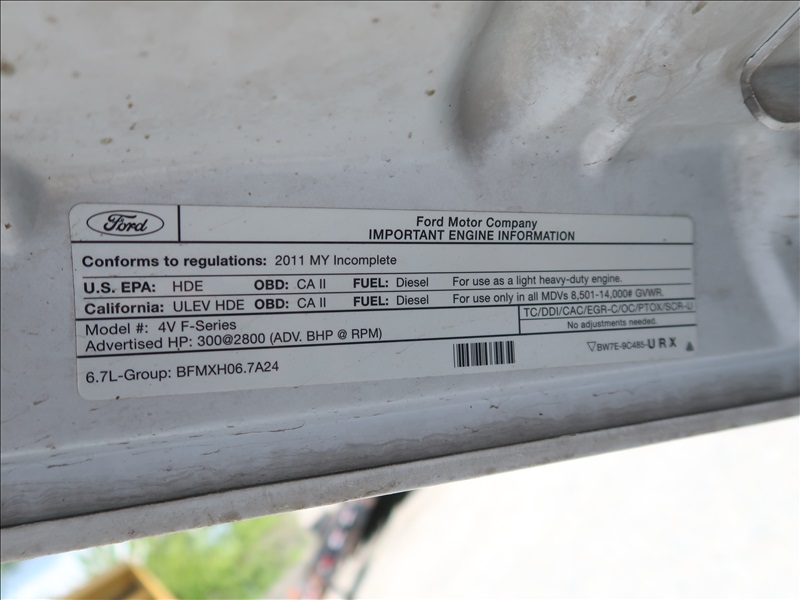 Ford
Ford Motor Company
IMPORTANT ENGINE INFORMATION
Conforms to regulations: 2011 MY Incomplete
U.S. EPA: HDE OBD: CA II FUEL: Diesel For use as a light heavy-duty engine.
California: ULEV HDE OBD: CA II FUEL: Diesel For use only in all MDVs 8,501-14,000# GVWR.
Model #: 4V F-Series
Advertised HP: 300@2800 (ADV. BHP @ RPM)
TC/DDI/CAC/EGR-C/OC/PTOX/SCR-U
No adjustments needed.
6.7L-Group: BFMXH06.7A24
BW7E-9C485-URX